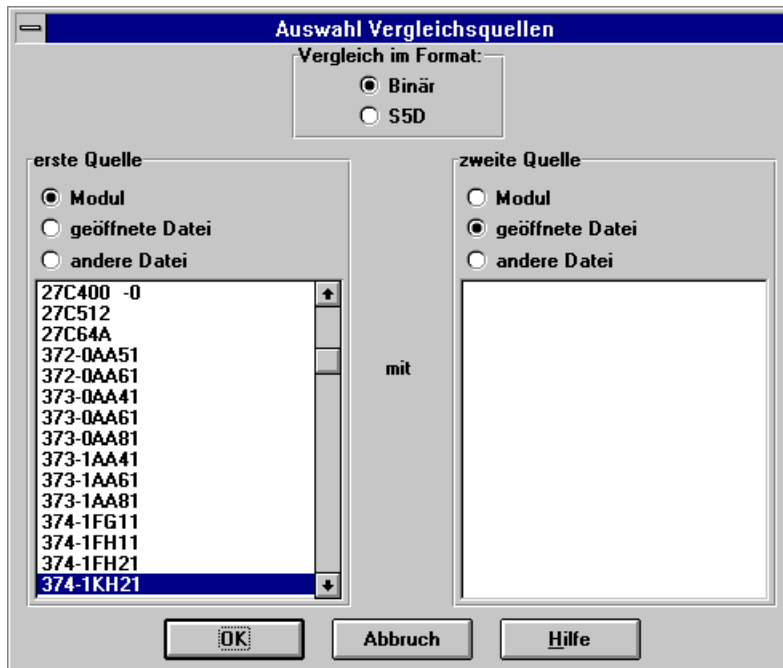 Auswahl Vergleichsquellen
Vergleich im Format:
Binär
S5D
erste Quelle
Modul
geöffnete Datei
andere Datei
27C400 -0
27C512
27C64A
372-0AA51
372-0AA61
373-0AA41
373-0AA61
373-0AA81
373-1AA41
373-1AA61
373-1AA81
374-1FG11
374-1FH11
374-1FH21
374-1KH21
mit
zweite Quelle
Modul
geöffnete Datei
andere Datei
OK
Abbruch
Hilfe